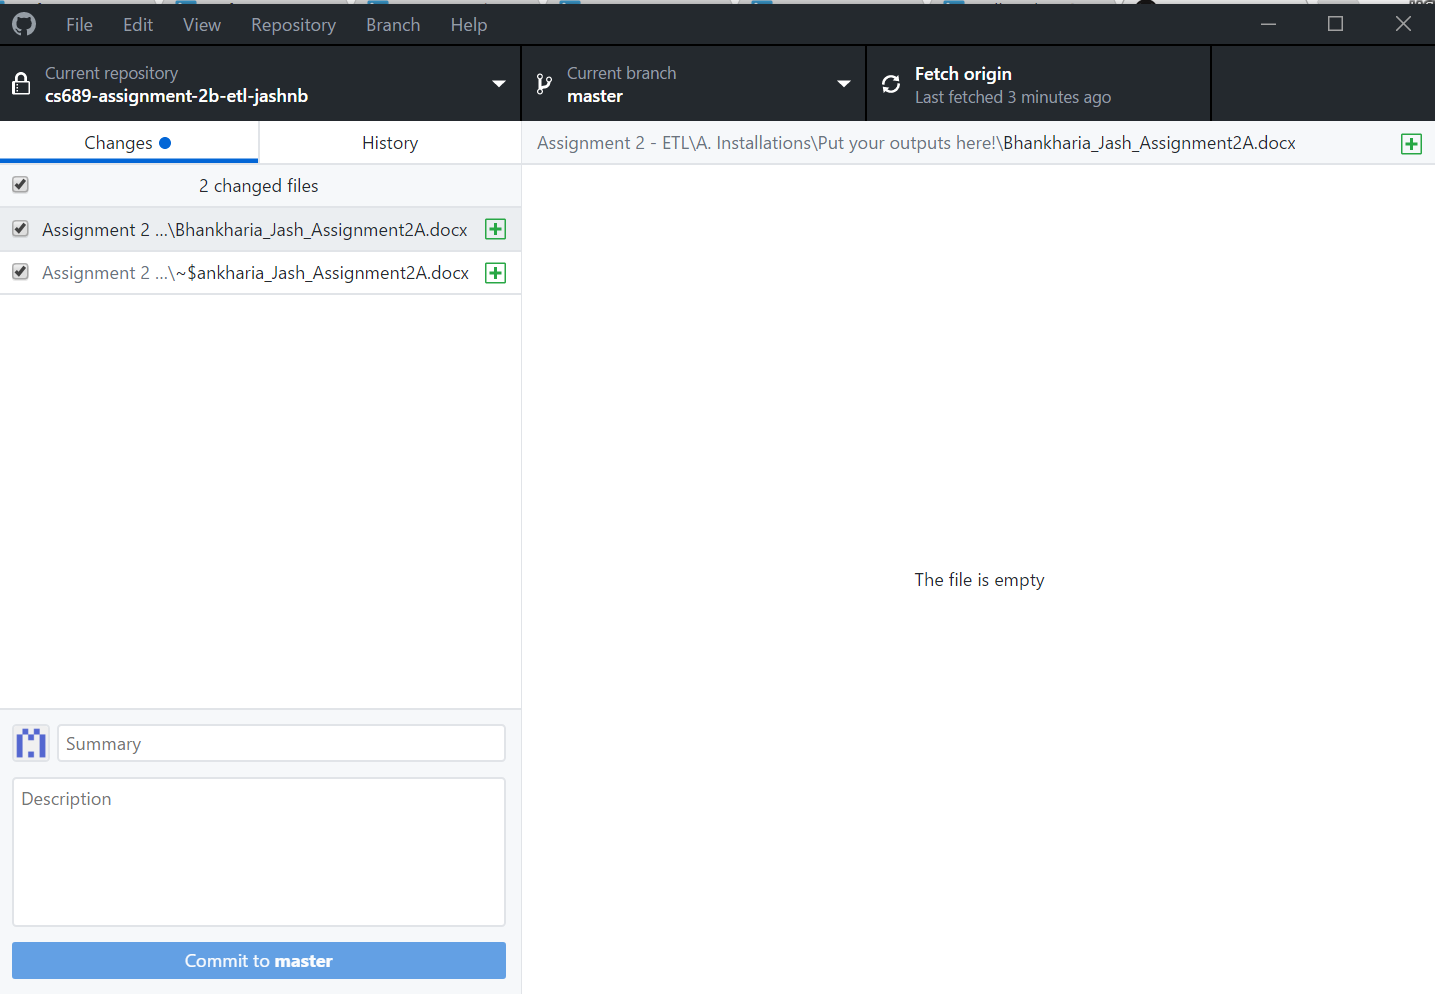 File Edit View Repository Branch Help
Current repository
cs689-assignment-2b-etl-jashnb
Current branch
master
Fetch origin
Last fetched 3 minutes ago
Changes
History
Assignment 2 - ETL\A. Installations\Put your outputs here!\Bhankharia_Jash_Assignment2A.docx
2 changed files
Assignment 2 ...\Bhankharia_Jash_Assignment2A.docx
Assignment 2 ...\~$ankharia_Jash_Assignment2A.docx
The file is empty
Summary
Description
Commit to master